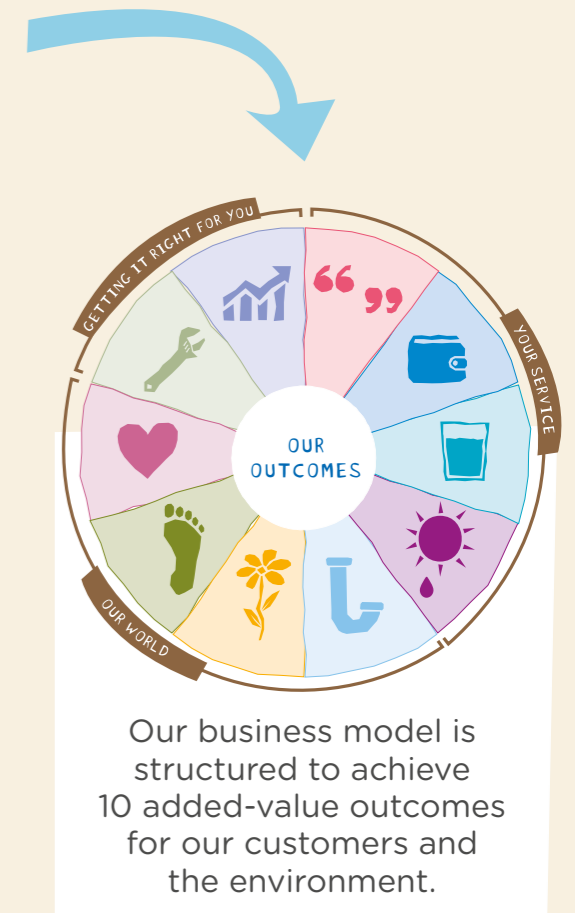 GETTING IT RIGHT FOR YOU
YOUR SERVICE
OUR
OUTCOMES
OUR WORLD
Our business model is
structured to achieve
10 added-value outcomes
for our customers and
the environment.